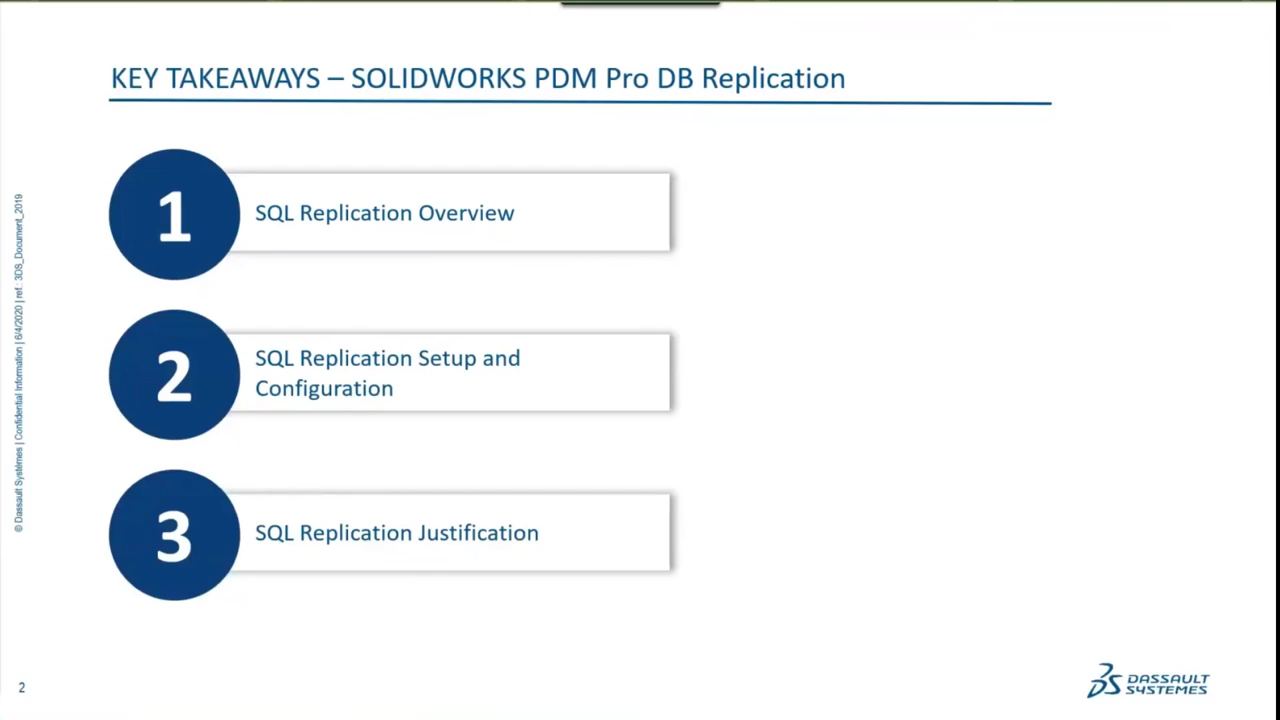 KEY TAKEAWAYS – SOLIDWORKS PDM Pro DB Replication
1
SQL Replication Overview
2
SQL Replication Setup and
Configuration
3
SQL Replication Justification
© Dassault Systèmes | Confidential Information | 6/4/2020 | ref.: 3DS_Document_2019
2
3DS DASSAULT
SYSTEMES